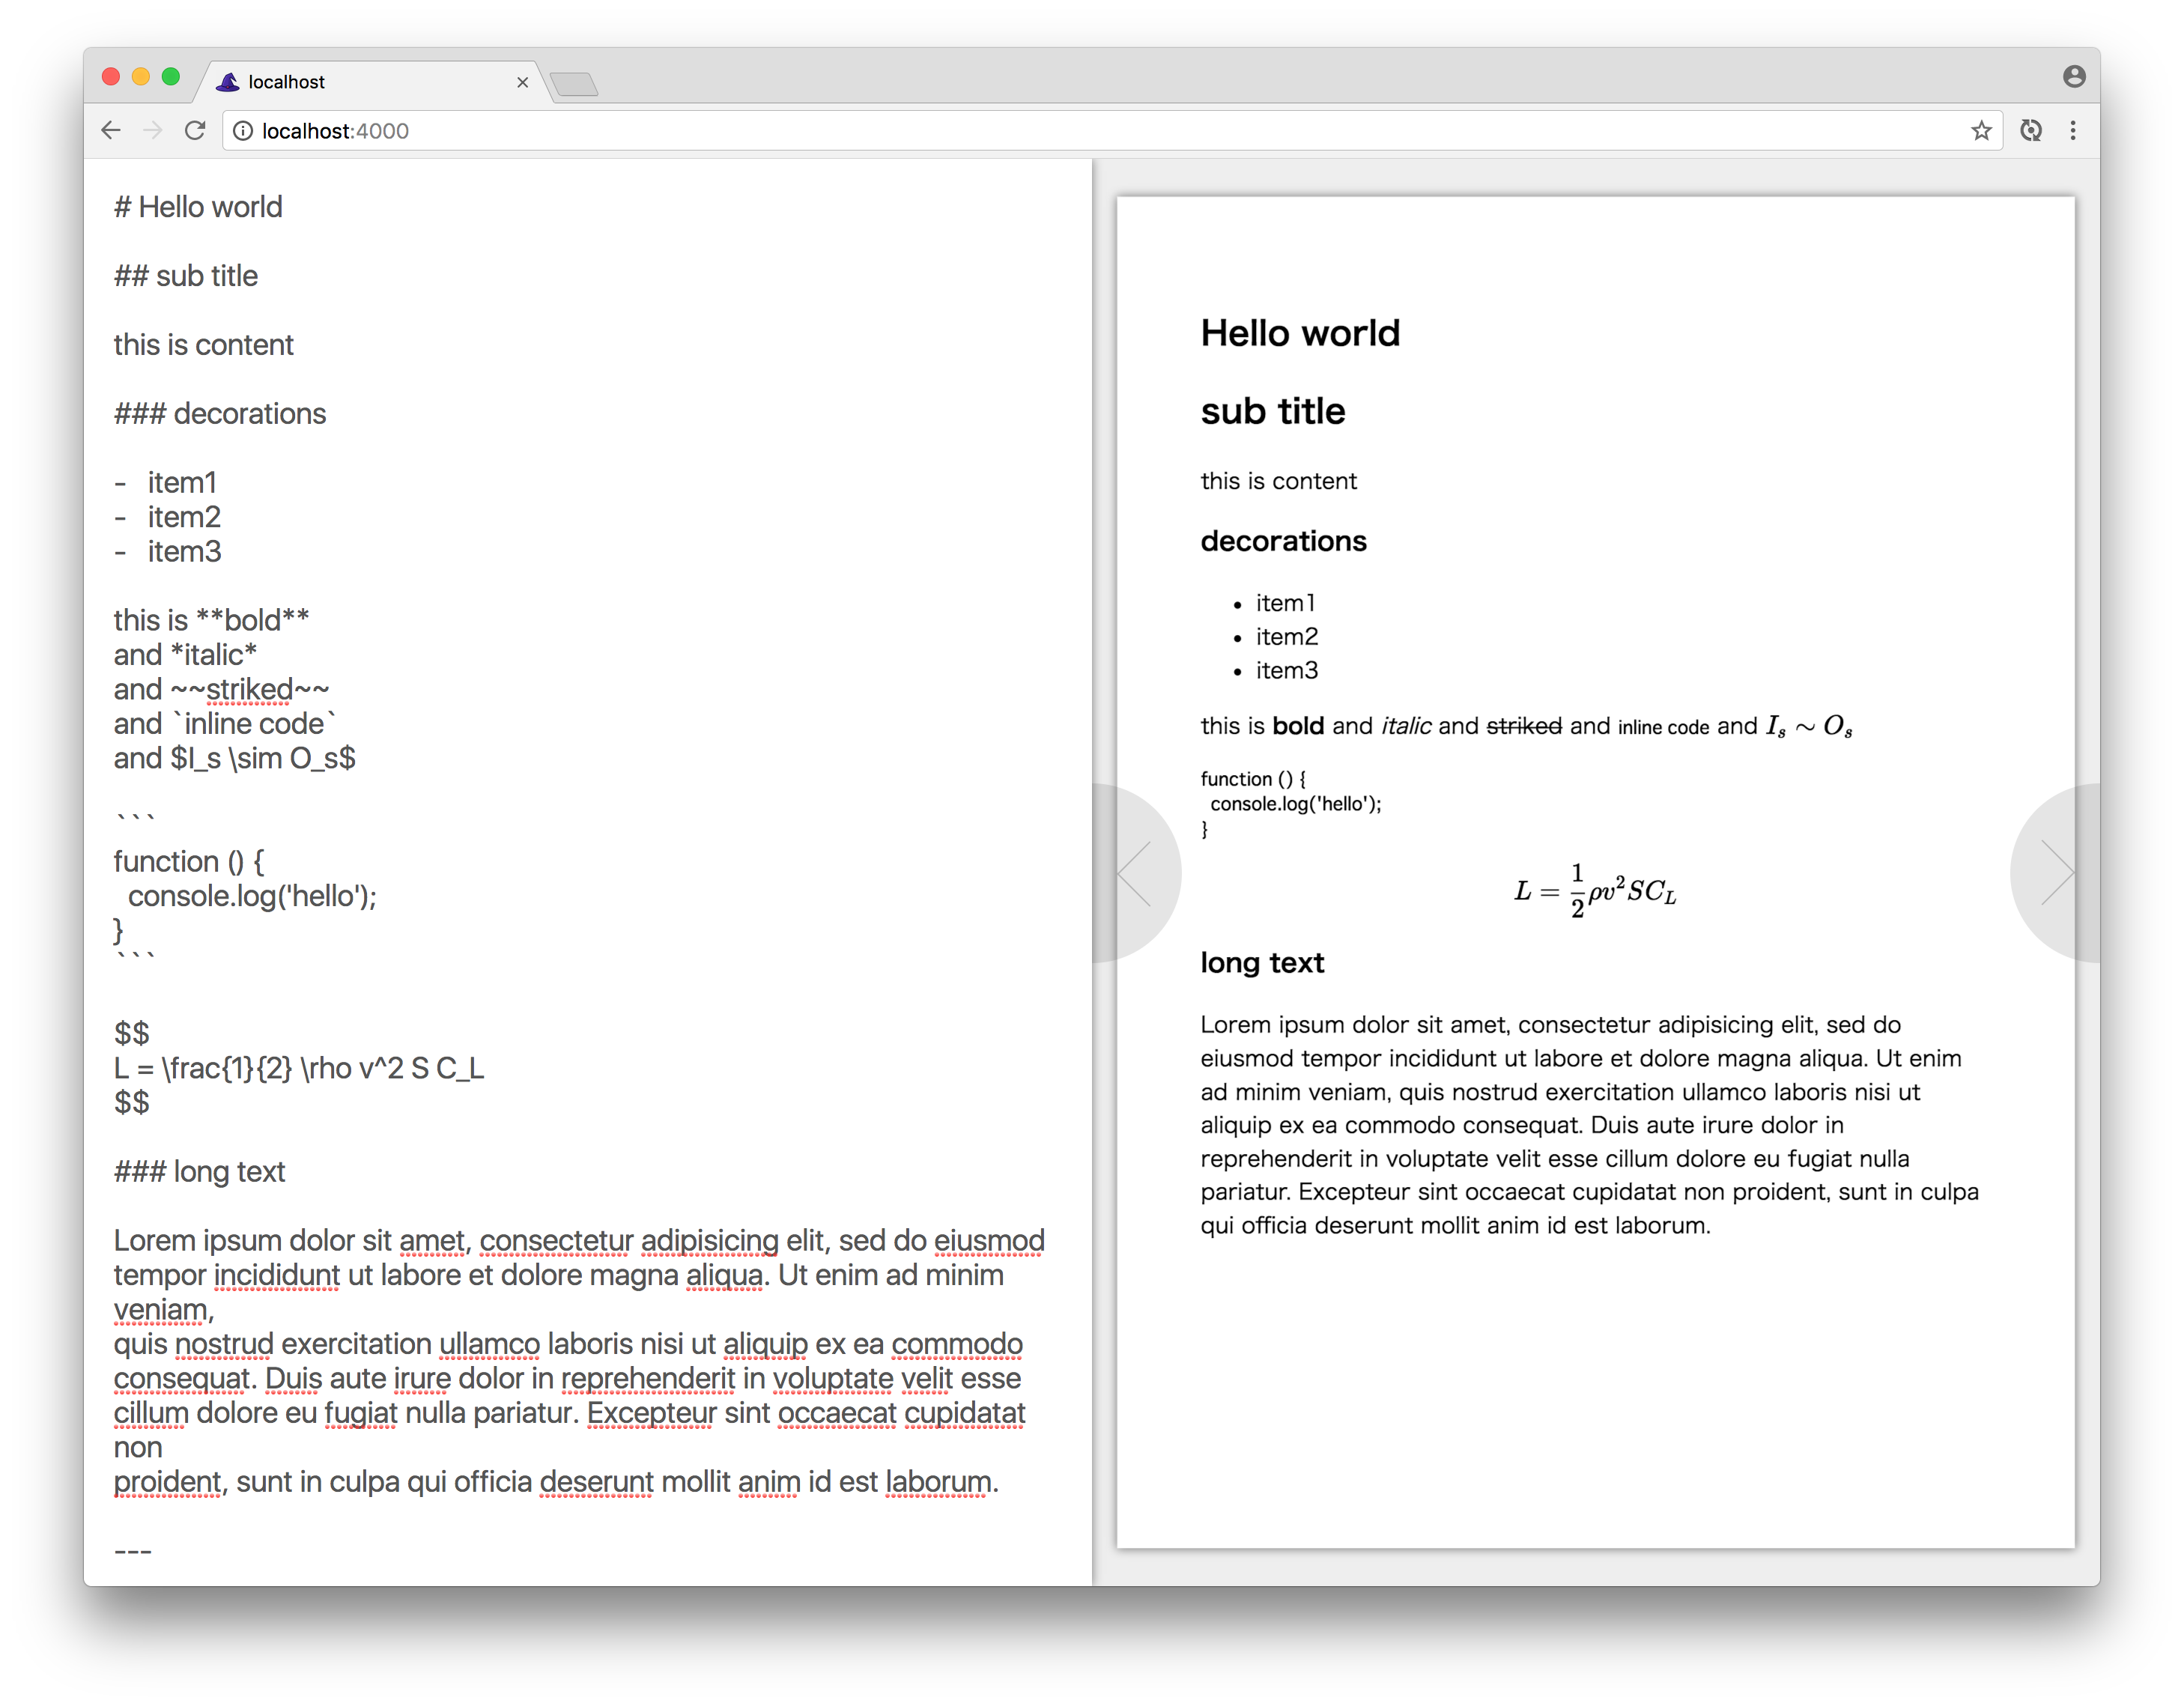 localhost
localhost:4000
# Hello world
## sub title
this is content
### decorations
- item1
- item2
- item3
this is **bold**
and *italic*
and ~~striked~~
and `inline code`
and $I_s \sim O_s$
```
function () {
  console.log('hello');
}
```
$$
L = \frac{1}{2} \rho v^2 S C_L
$$
### long text
Lorem ipsum dolor sit amet, consectetur adipisicing elit, sed do eiusmod
tempor incididunt ut labore et dolore magna aliqua. Ut enim ad minim
veniam,
quis nostrud exercitation ullamco laboris nisi ut aliquip ex ea commodo
consequat. Duis aute irure dolor in reprehenderit in voluptate velit esse
cillum dolore eu fugiat nulla pariatur. Excepteur sint occaecat cupidatat
non
proident, sunt in culpa qui officia deserunt mollit anim id est laborum.
---
Hello world
sub title
this is content
decorations
• item1
• item2
• item3
this is bold and italic and striked and inline code and I_s ∼ O_s
function () {
  console.log('hello');
}
L = 1/2 ρv²SC_L
long text
Lorem ipsum dolor sit amet, consectetur adipisicing elit, sed do
eiusmod tempor incididunt ut labore et dolore magna aliqua. Ut enim
ad minim veniam, quis nostrud exercitation ullamco laboris nisi ut
aliquip ex ea commodo consequat. Duis aute irure dolor in
reprehenderit in voluptate velit esse cillum dolore eu fugiat nulla
pariatur. Excepteur sint occaecat cupidatat non proident, sunt in culpa
qui officia deserunt mollit anim id est laborum.